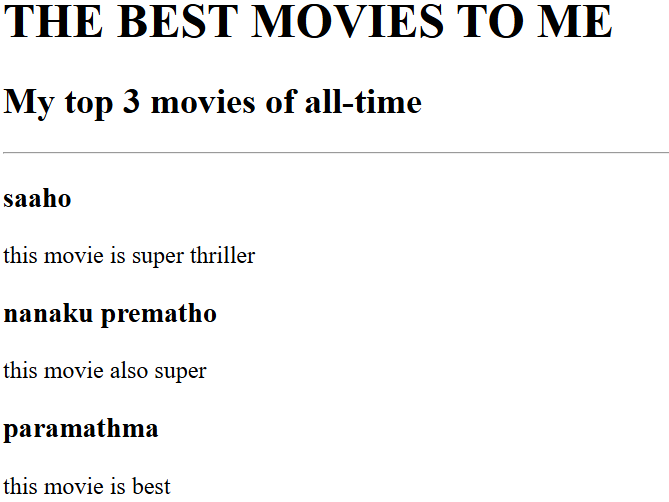 THE BEST MOVIES TO ME
My top 3 movies of all-time
saaho
this movie is super thriller
nanaku prematho
this movie also super
paramathma
this movie is best